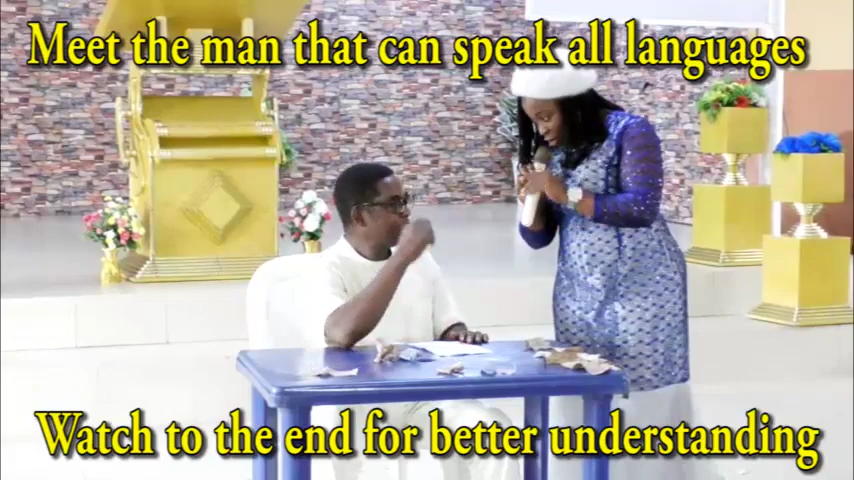 Meet the man that can speak all languages
Watch to the end for better understanding